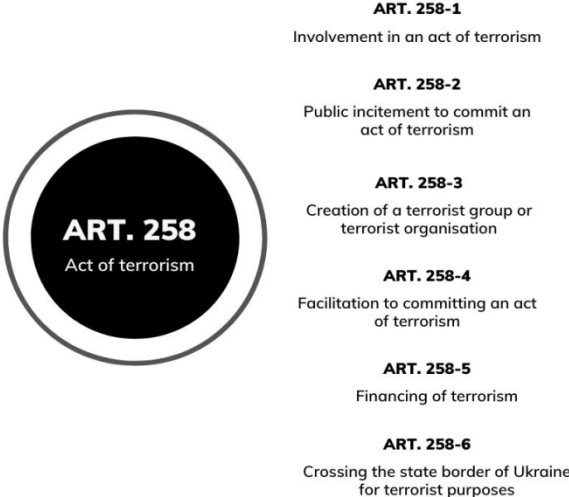 ART. 258
Act of terrorism
ART. 258-1
Involvement in an act of terrorism
ART. 258-2
Public incitement to commit an
act of terrorism
ART. 258-3
Creation of a terrorist group or
terrorist organisation
ART. 258-4
Facilitation to committing an act
of terrorism
ART. 258-5
Financing of terrorism
ART. 258-6
Crossing the state border of Ukraine
for terrorist purposes